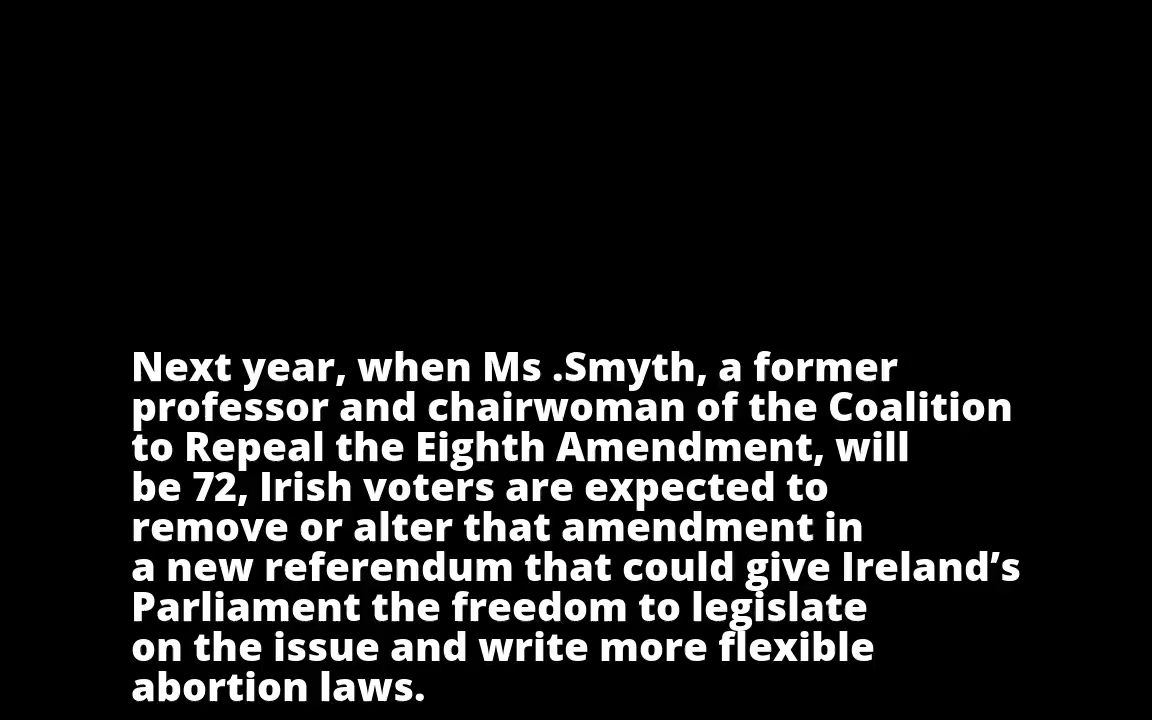 Next year, when Ms .Smyth, a former
professor and chairwoman of the Coalition
to Repeal the Eighth Amendment, will
be 72, Irish voters are expected to
remove or alter that amendment in
a new referendum that could give Ireland’s
Parliament the freedom to legislate
on the issue and write more flexible
abortion laws.